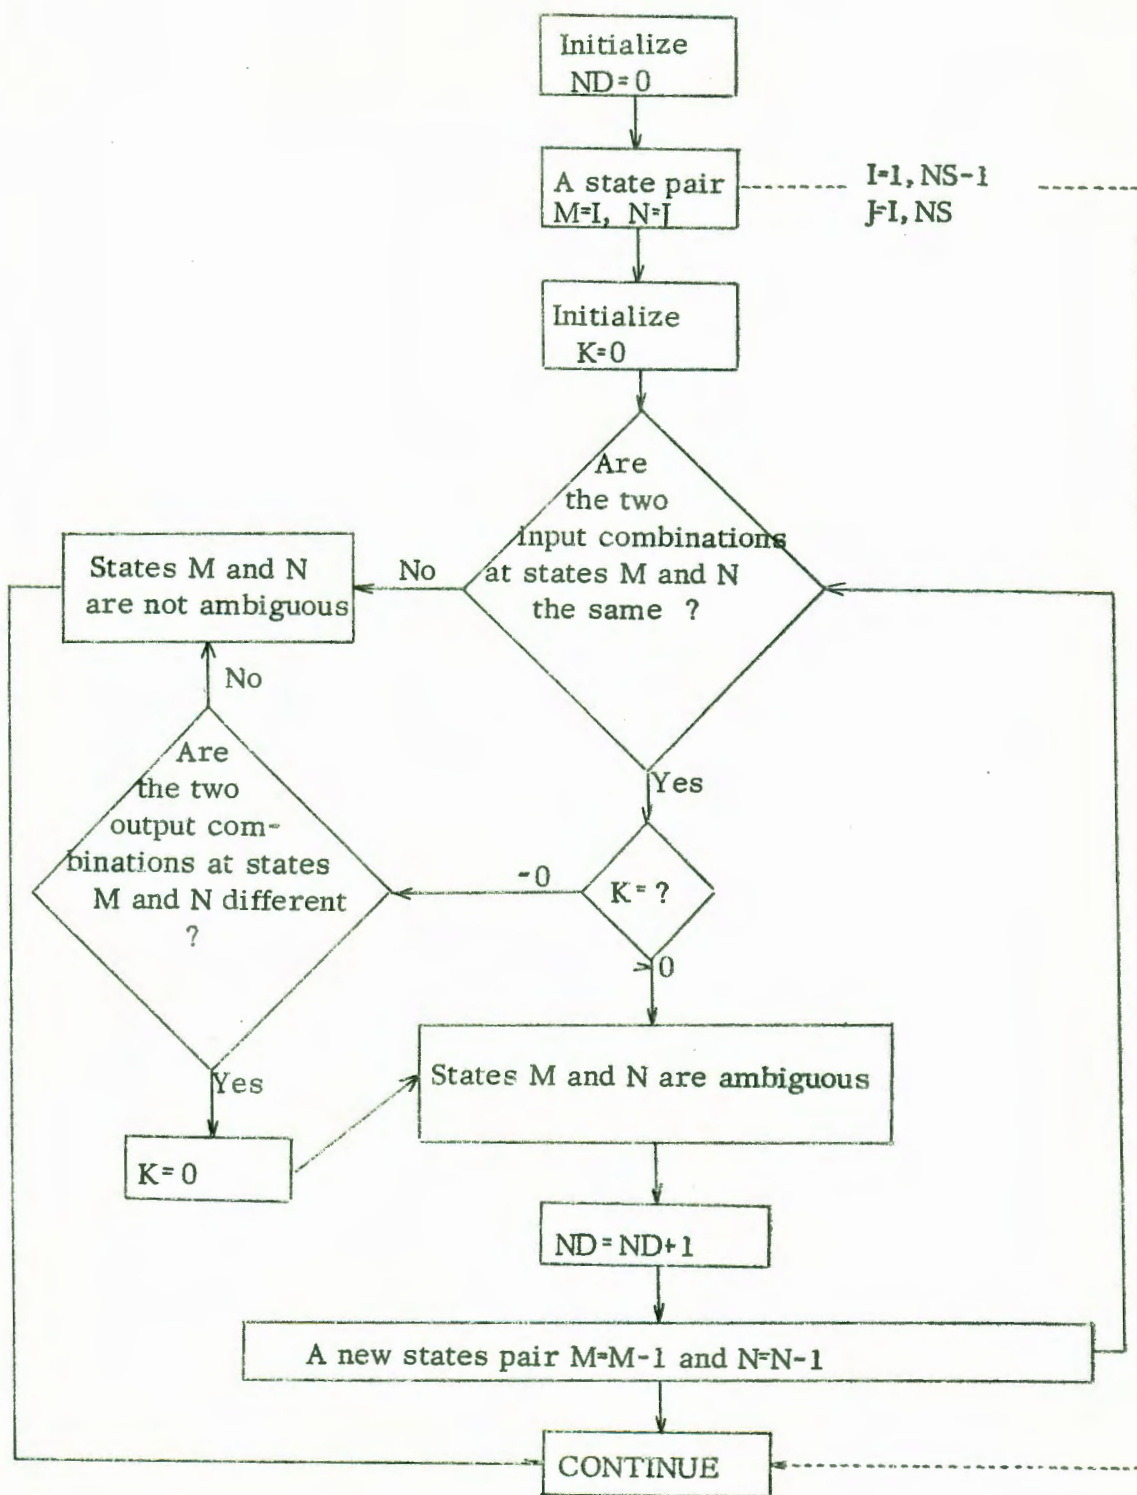 Initialize
ND=0
A state pair
M=I, N=J
I=1, NS-1
J=I, NS
Initialize
K=0
Are
the two
input combinations
at states M and N
the same ?
No
States M and N
are not ambiguous
No
Yes
Are
the two
output com-
binations at states
M and N different
?
-0
K= ?
>0
Yes
K=0
States M and N are ambiguous
ND=ND+1
A new states pair M=M-1 and N=N-1
CONTINUE